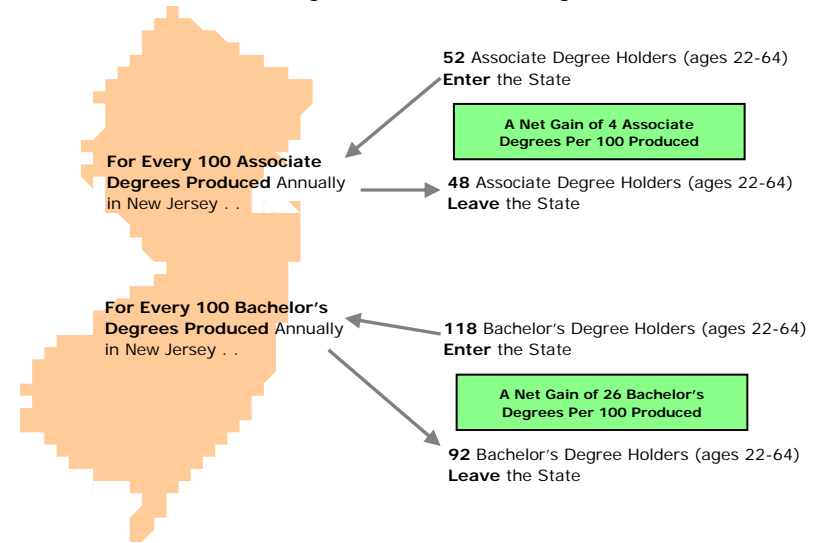 52 Associate Degree Holders (ages 22-64)
Enter the State
A Net Gain of 4 Associate
Degrees Per 100 Produced
For Every 100 Associate
Degrees Produced Annually
in New Jersey . .
48 Associate Degree Holders (ages 22-64)
Leave the State
For Every 100 Bachelor's
Degrees Produced Annually
in New Jersey . .
118 Bachelor's Degree Holders (ages 22-64)
Enter the State
A Net Gain of 26 Bachelor's
Degrees Per 100 Produced
92 Bachelor's Degree Holders (ages 22-64)
Leave the State